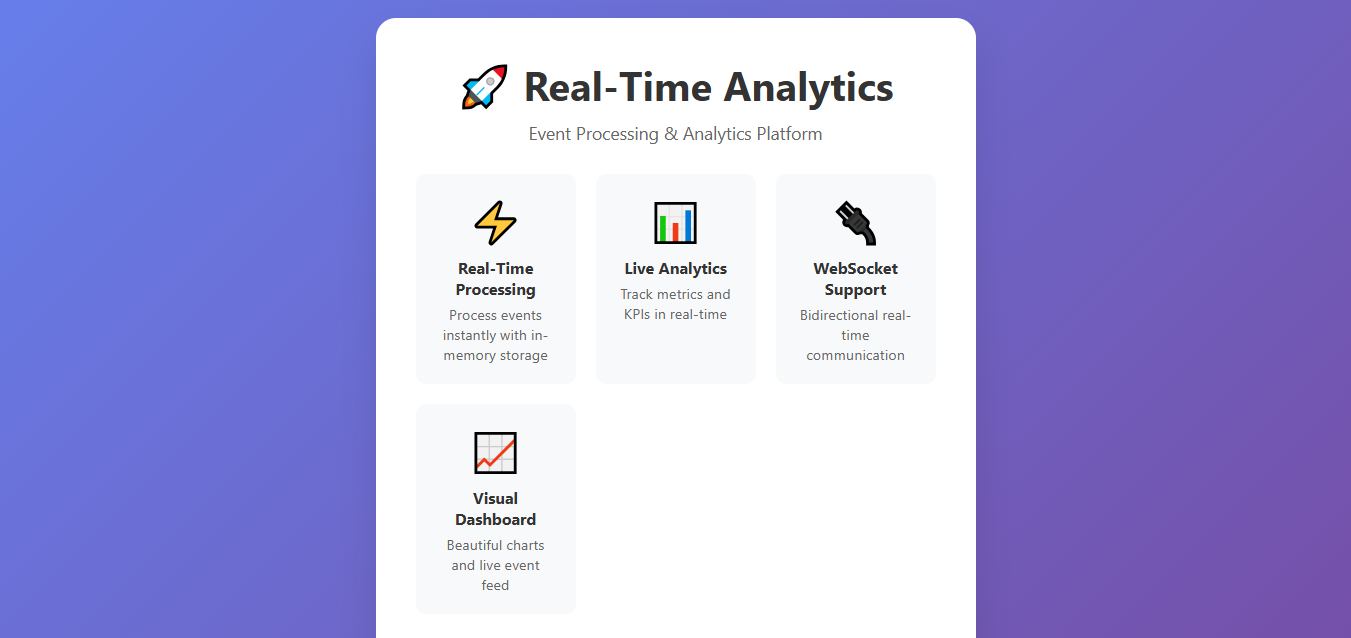 Real-Time Analytics
Event Processing & Analytics Platform
Real-Time
Processing
Process events
instantly with in-
memory storage
Live Analytics
Track metrics and
KPIs in real-time
WebSocket
Support
Bidirectional real-
time
communication
Visual
Dashboard
Beautiful charts
and live event
feed